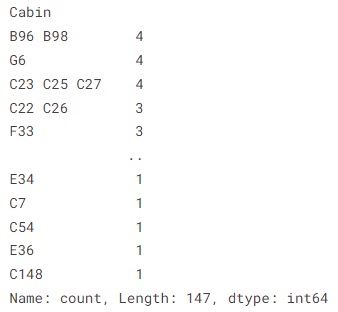 Cabin
B96 B98        4
G6             4
C23 C25 C27    4
C22 C26        3
F33            3
              ..
E34            1
C7             1
C54            1
E36            1
C148           1
Name: count, Length: 147, dtype: int64